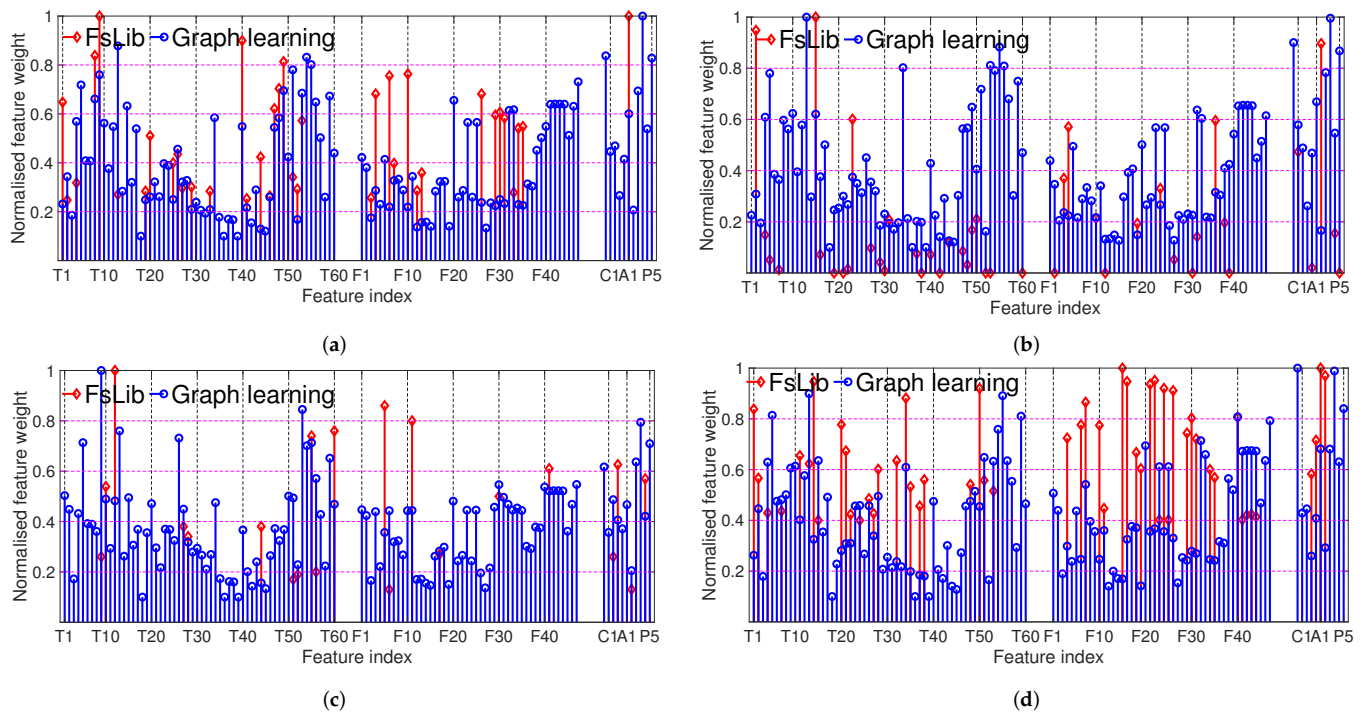 1
FsLib Graph learning
0.8
0.6
0.4
0.2
Normalised feature weight
T1 T10 T20 T30 T40 T50 T60 F1 F10 F20 F30 F40 C1A1 P5
Feature index
(a)
1
FsLib Graph learning
0.8
0.6
0.4
0.2
0
Normalised feature weight
T1 T10 T20 T30 T40 T50 T60 F1 F10 F20 F30 F40 C1A1 P5
Feature index
(b)
1
FsLib Graph learning
0.8
0.6
0.4
0.2
Normalised feature weight
T1 T10 T20 T30 T40 T50 T60 F1 F10 F20 F30 F40 C1A1 P5
Feature index
(c)
1
FsLib Graph learning
0.8
0.6
0.4
0.2
Normalised feature weight
T1 T10 T20 T30 T40 T50 T60 F1 F10 F20 F30 F40 C1A1 P5
Feature index
(d)